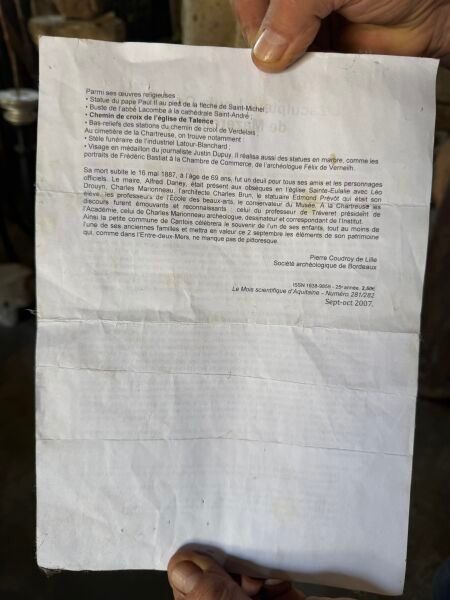 Parmi ses œuvres religieuses :
• Statue du pape Paul II au pied de la flèche de Saint-Michel
• Buste de l'abbé Lacombe à la cathédrale Saint-André ;
• Chemin de croix de l'église de Talence
• Bas-reliefs des stations du chemin de croix de Verdelais
Au cimetière de la Chartreuse, on trouve notamment :
• Stèle funéraire de l'industriel Latour-Blanchard ;
• Visage en médaillon du journaliste Justin Dupuy. Il réalisa aussi des statues en marbre, comme les
portraits de Frédéric Bastiat à la Chambre de Commerce, de l'archéologue Félix de Verneilh.
Sa mort subite le 16 mai 1887, à l'âge de 69 ans, fut un deuil pour tous ses amis et les personnages
officiels. Le maire, Alfred Daney, était présent aux obsèques en l'église Sainte-Eulalie avec Léo
Drouyn, Charles Marionneau, l'architecte Charles Brun, le statuaire Edmond Prévôt qui était son
élève, les professeurs de l'École des beaux-arts, le conservateur du Musée. A la Chartreuse les
discours furent émouvants et reconnaissants : celui du professeur de Tréveret président de
l'Académie, celui de Charles Marionneau archéologue, dessinateur et correspondant de l'Institut.
Ainsi la petite commune de Cantois célèbrera le souvenir de l'un de ses enfants, tout au moins de
l'une de ses anciennes familles et mettra en valeur ce 2 septembre les éléments de son patrimoine
qui, comme dans l'Entre-deux-Mers, ne manque pas de pittoresque.
Pierre Coudroy de Lille
Société archéologique de Bordeaux
ISSN - 25e année. 2,50€
Le Mois scientifique d'Aquitaine - Numéro 281/282
Sept-oct 2007.